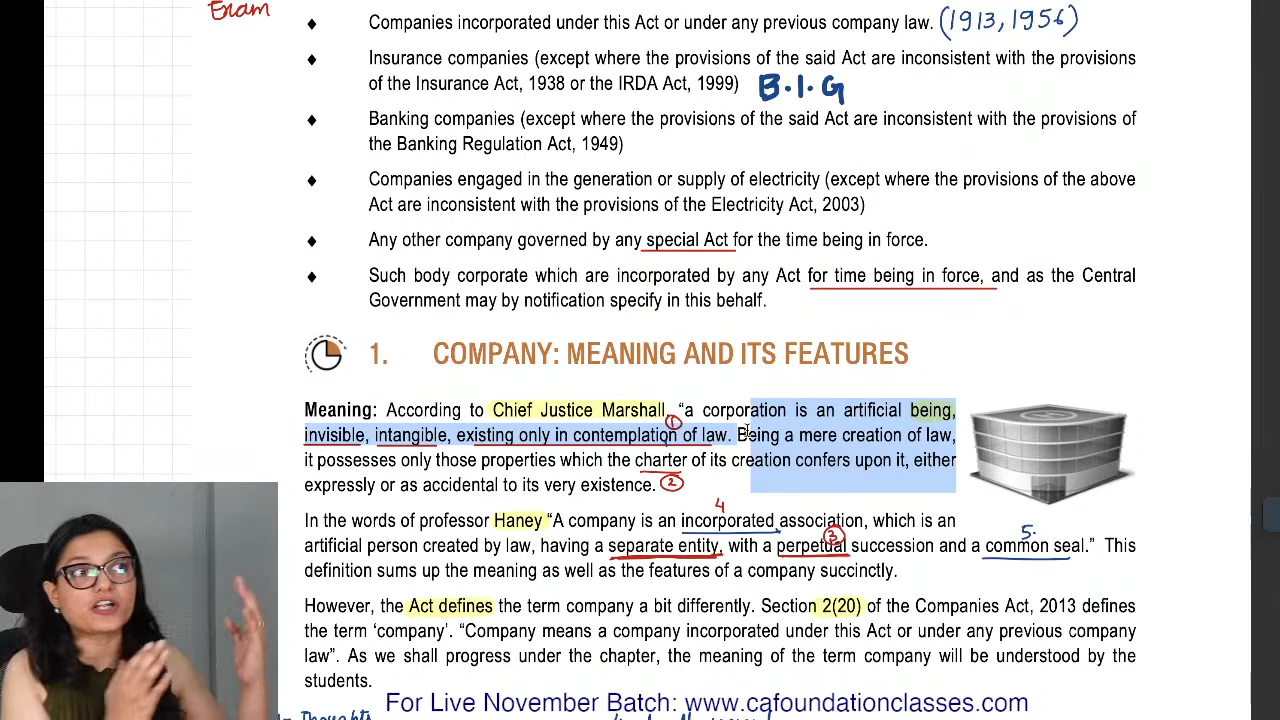 Exam
♦ Companies incorporated under this Act or under any previous company law. (1913, 1956)
♦ Insurance companies (except where the provisions of the said Act are inconsistent with the provisions
of the Insurance Act, 1938 or the IRDA Act, 1999) B.I.G
♦ Banking companies (except where the provisions of the said Act are inconsistent with the provisions of
the Banking Regulation Act, 1949)
♦ Companies engaged in the generation or supply of electricity (except where the provisions of the above
Act are inconsistent with the provisions of the Electricity Act, 2003)
♦ Any other company governed by any special Act for the time being in force.
♦ Such body corporate which are incorporated by any Act for time being in force, and as the Central
Government may by notification specify in this behalf.
1. COMPANY: MEANING AND ITS FEATURES
Meaning: According to Chief Justice Marshall, “a corporation is an artificial being,
1
invisible, intangible, existing only in contemplation of law. Being a mere creation of law,
it possesses only those properties which the charter of its creation confers upon it, either
expressly or as accidental to its very existence. 2
4
In the words of professor Haney “A company is an incorporated association, which is an
3 5.
artificial person created by law, having a separate entity, with a perpetual succession and a common seal.” This
definition sums up the meaning as well as the features of a company succinctly.
However, the Act defines the term company a bit differently. Section 2(20) of the Companies Act, 2013 defines
the term ‘company’. “Company means a company incorporated under this Act or under any previous company
law”. As we shall progress under the chapter, the meaning of the term company will be understood by the
students.
For Live November Batch: www.cafoundationclasses.com
Thoughts